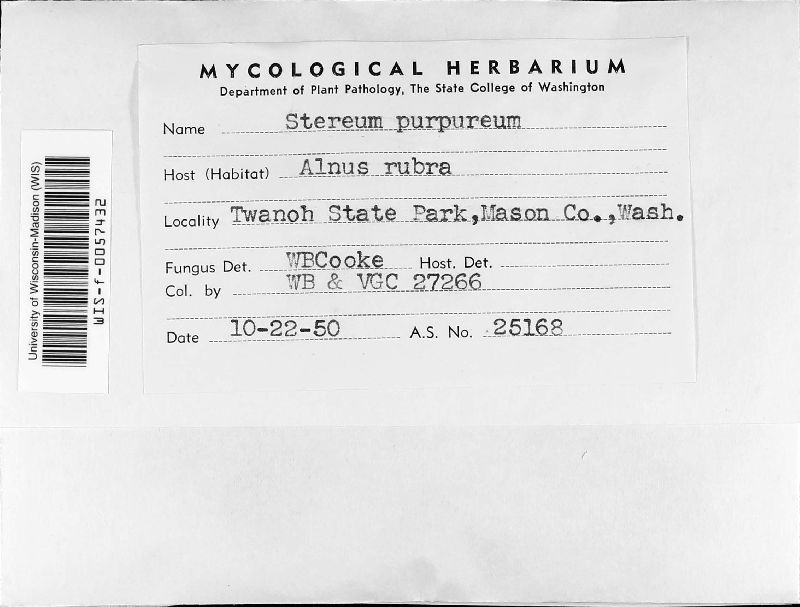 MYCOLOGICAL HERBARIUM
Department of Plant Pathology, The State College of Washington
Name Stereum purpureum
Host (Habitat) Alnus rubra
Locality Twanoh State Park, Mason Co., Wash.
Fungus Det. WBCooke Host. Det.
Col. by WB & VGC 27266
Date 10-22-50 A.S. No. 25168
University of Wisconsin-Madison (WIS)
WIS-f-0057432